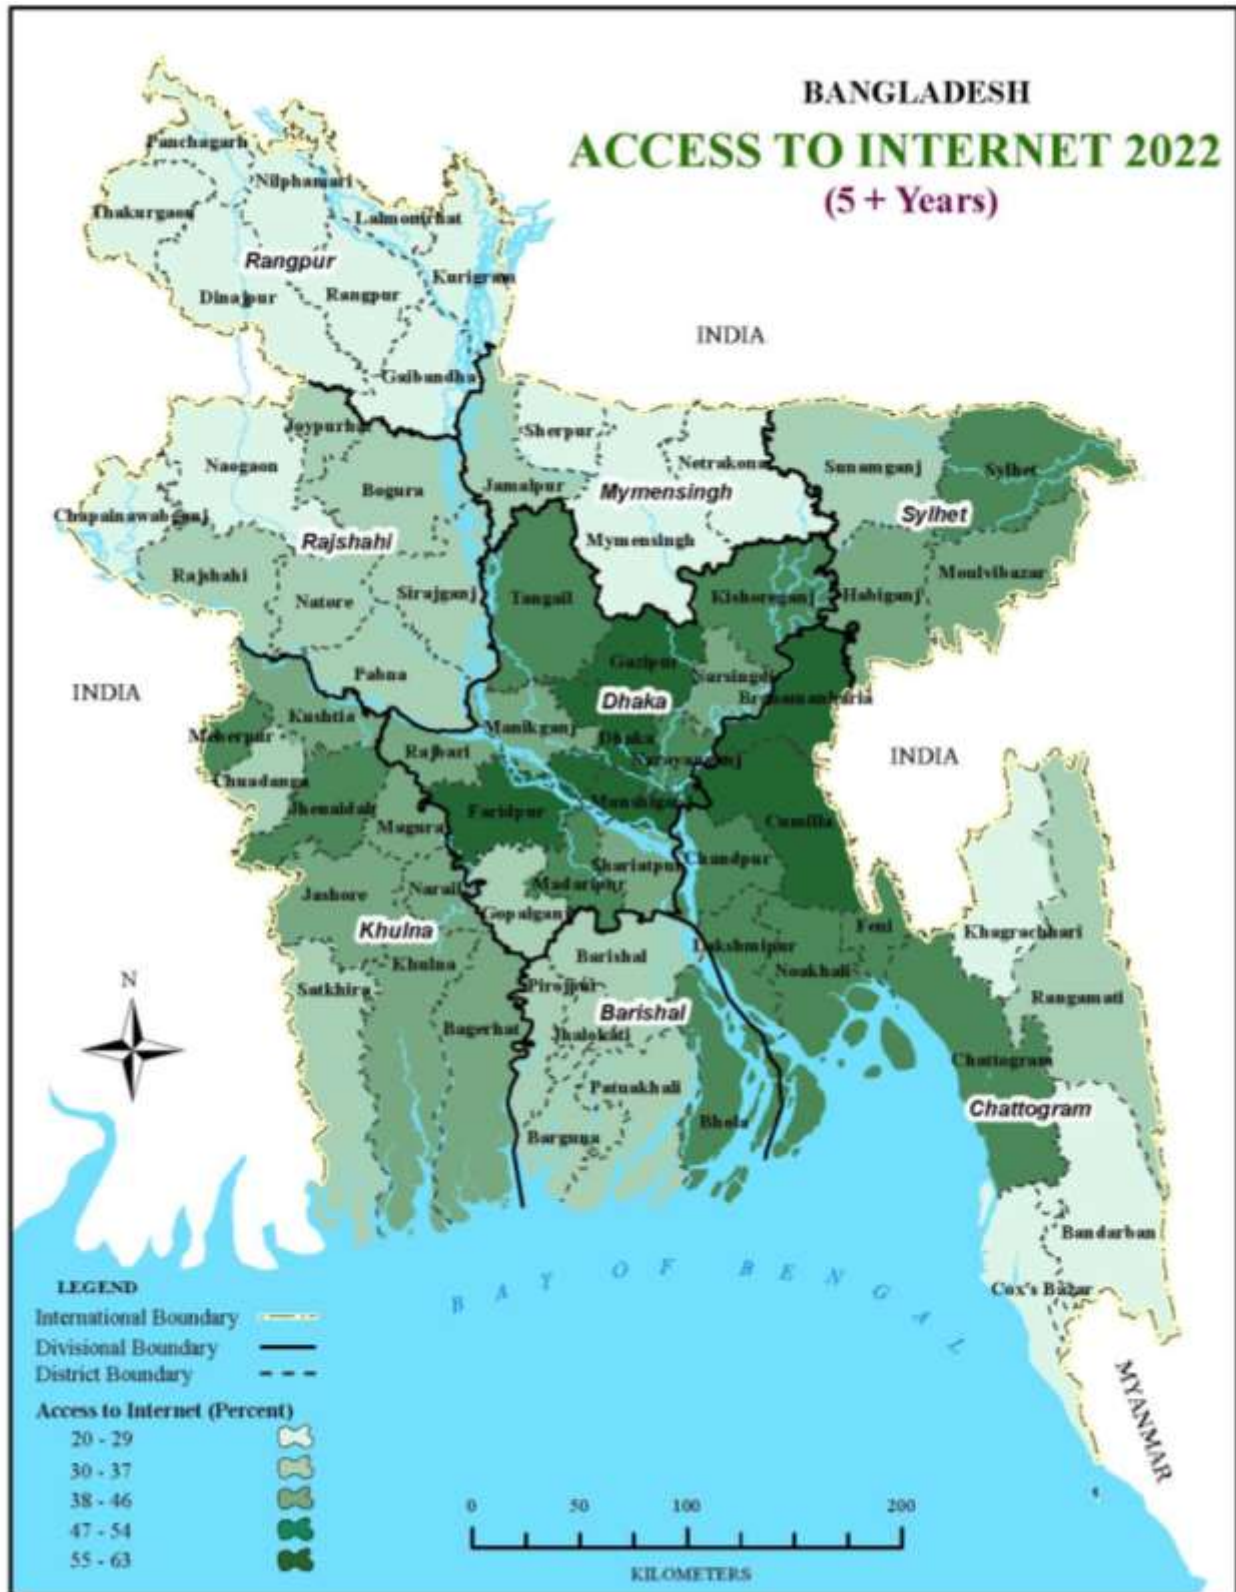 BANGLADESH
ACCESS TO INTERNET 2022
(5 + Years)
Panchagarh
Nilphamari
Thakurgaon
Lalmonirhat
Rangpur
Kurigram
Dinajpur
Rangpur
INDIA
Gaibandha
Joypurhat
Sherpur
Naogaon
Netrakona
Sunamganj
Sylhet
Bogura
Jamalpur
Mymensingh
Chapainawabganj
Sylhet
Rajshahi
Mymensingh
Rajshahi
Moulvibazar
Natore
Sirajganj
Tangail
Kishoreganj
Habiganj
Gazipur
Pabna
Narsingdi
INDIA
Dhaka
Brahamanbaria
Kushtia
Manikganj
Meherpur
Rajbari
Dhaka
Narayanganj
INDIA
Chuadanga
Jhenaidah
Faridpur
Munshiganj
Magura
Cumilla
Shariatpur
Chandpur
Jashore
Narail
Madaripur
Gopalganj
Khulna
Feni
Khagrachhari
Lakshmipur
Barishal
Khulna
Noakhali
N
Satkhira
Pirojpur
Rangamati
Barishal
Bagerhat
Jhalokati
Chattogram
Patuakhali
Chattogram
Bhola
Barguna
Bandarban
Cox's Bazar
BAY OF BENGAL
MYANMAR
LEGEND
International Boundary
Divisional Boundary
District Boundary
Access to Internet (Percent)
20 - 29
30 - 37
38 - 46
47 - 54
55 - 63
0 50 100 200
KILOMETERS